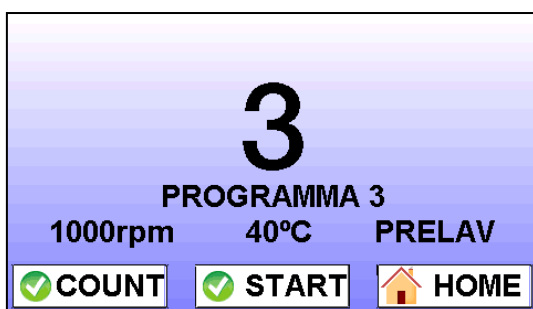 3
PROGRAMMA 3
1000rpm 40ºC PRELAV
COUNT START HOME